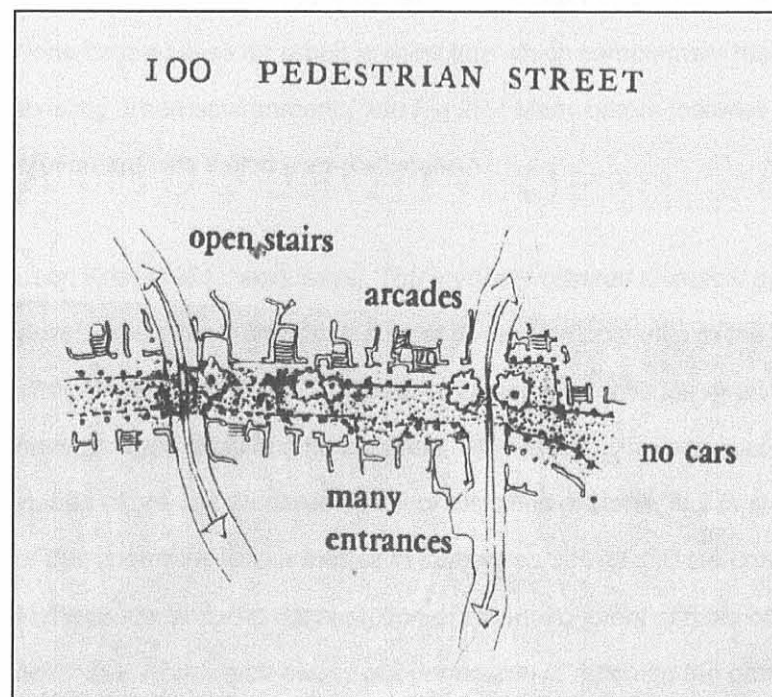 100 PEDESTRIAN STREET
open stairs
arcades
no cars
many
entrances